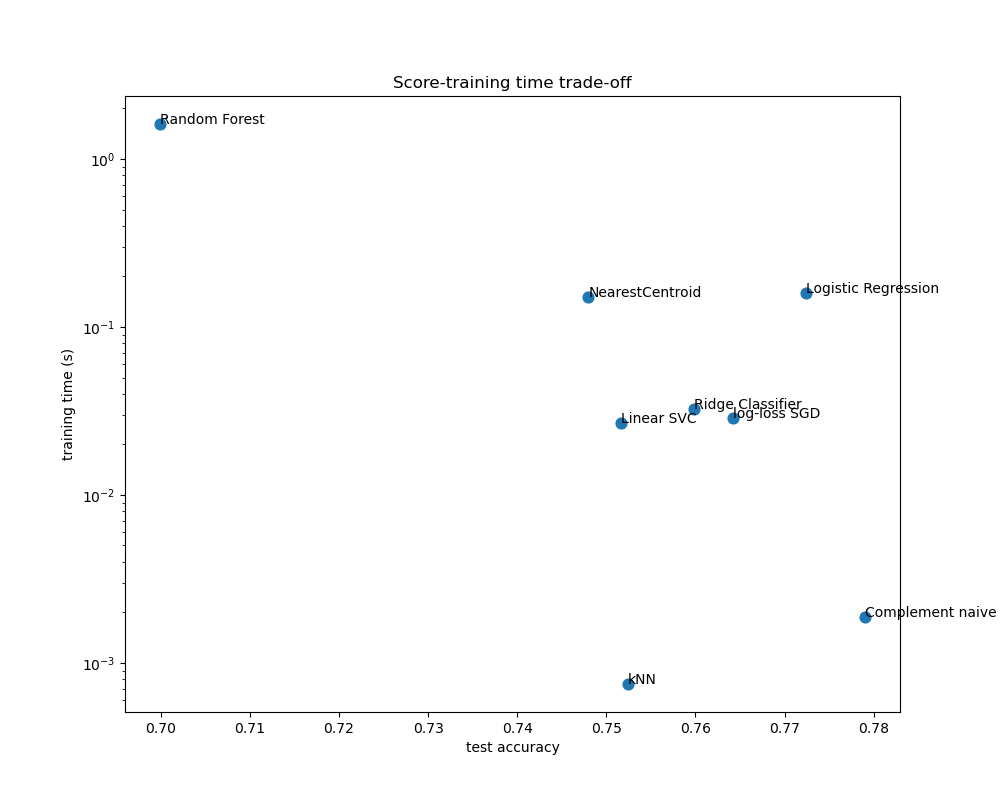 Score-training time trade-off
Random Forest
NearestCentroid
Logistic Regression
Ridge Classifier
log-loss SGD
Linear SVC
Complement naive
kNN
training time (s)
10⁰
10⁻¹
10⁻²
10⁻³
0.70 0.71 0.72 0.73 0.74 0.75 0.76 0.77 0.78
test accuracy